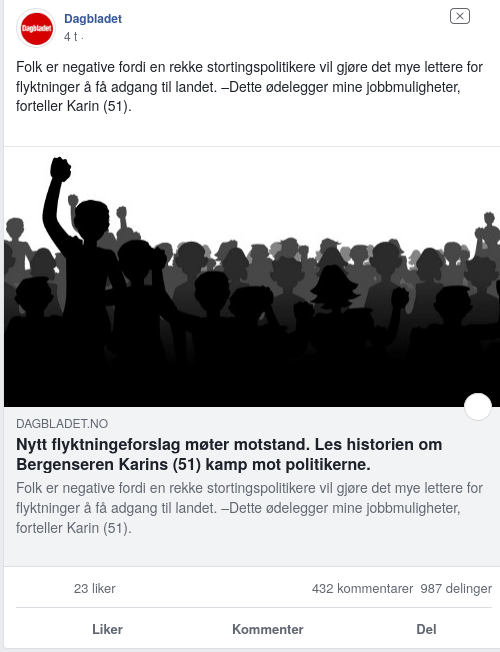 Dagbladet
Dagbladet
4 t ·
Folk er negative fordi en rekke stortingspolitikere vil gjøre det mye lettere for
flyktninger å få adgang til landet. –Dette ødelegger mine jobbmuligheter,
forteller Karin (51).
DAGBLADET.NO
Nytt flyktningeforslag møter motstand. Les historien om
Bergenseren Karins (51) kamp mot politikerne.
Folk er negative fordi en rekke stortingspolitikere vil gjøre det mye lettere for
flyktninger å få adgang til landet. –Dette ødelegger mine jobbmuligheter,
forteller Karin (51).
23 liker 432 kommentarer 987 delinger
Liker Kommenter Del